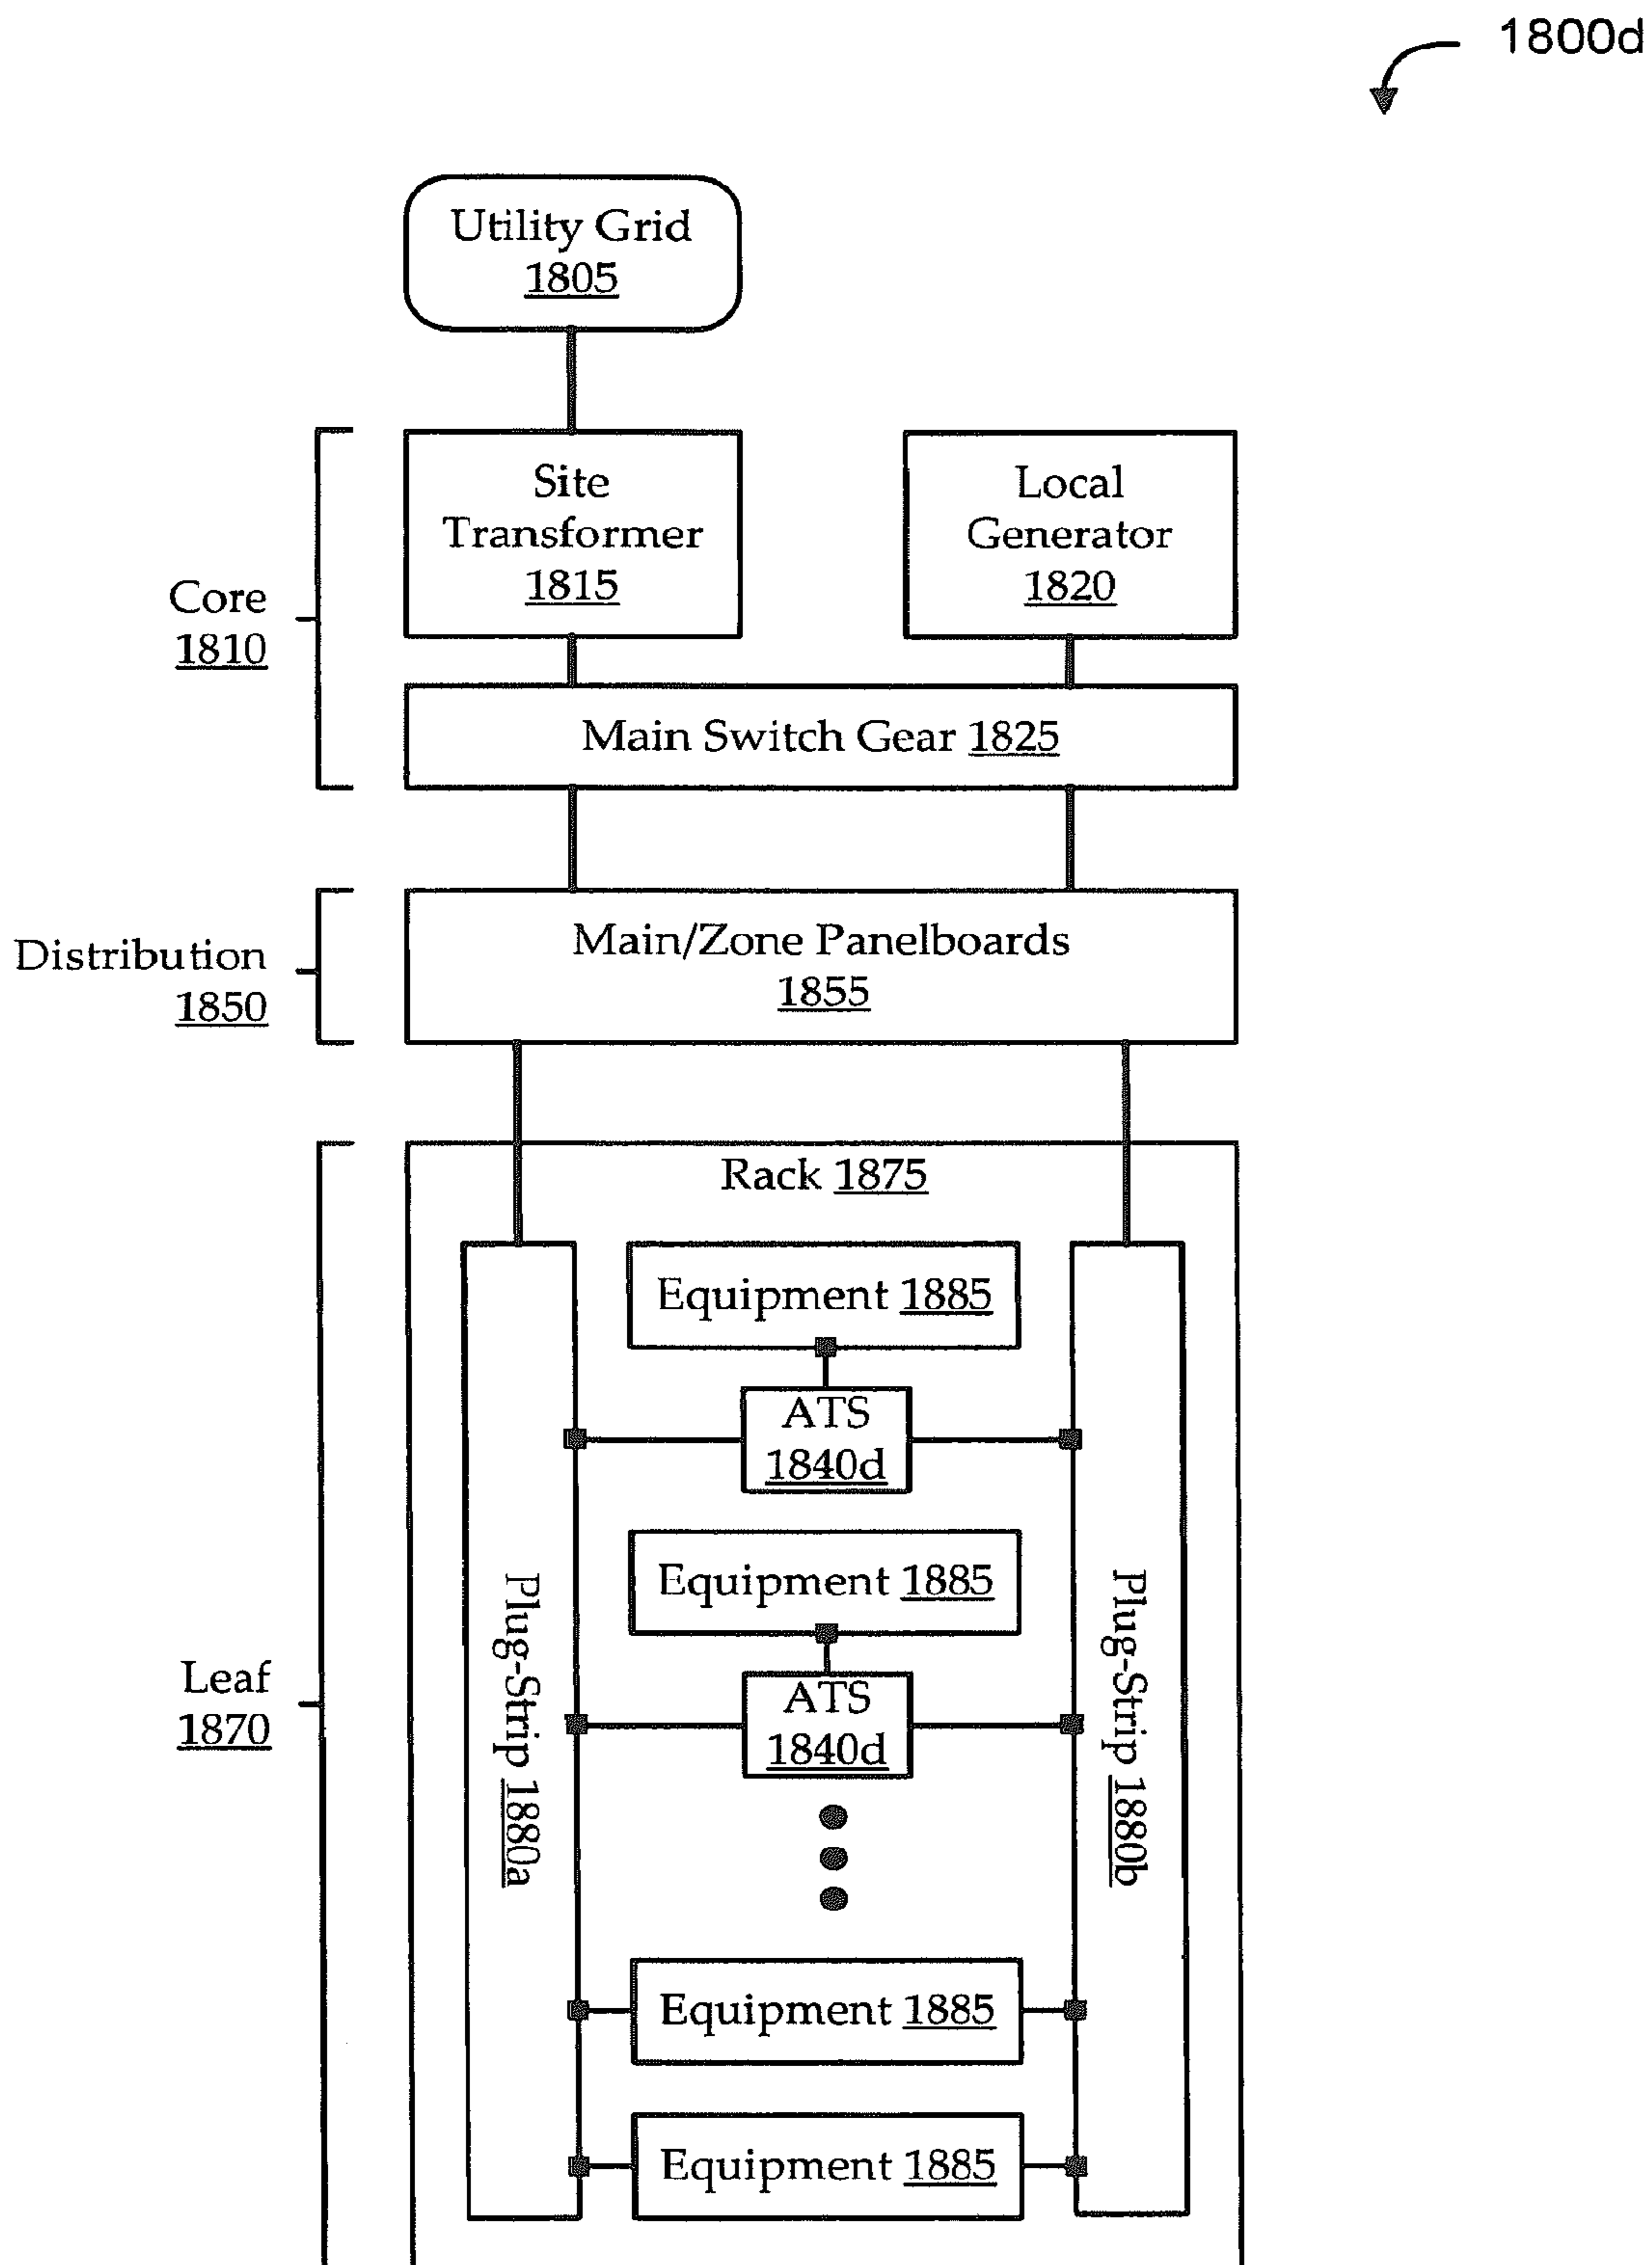 1800d
Utility Grid
1805
Site
Transformer
1815
Local
Generator
1820
Core
1810
Main Switch Gear 1825
Distribution
1850
Main/Zone Panelboards
1855
Leaf
1870
Rack 1875
Plug-Strip 1880a
Equipment 1885
ATS
1840d
Equipment 1885
ATS
1840d
Equipment 1885
Equipment 1885
Plug-Strip 1880b